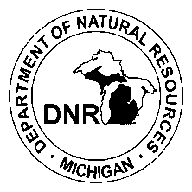 DEPARTMENT OF NATURAL RESOURCES
DNR
· MICHIGAN ·